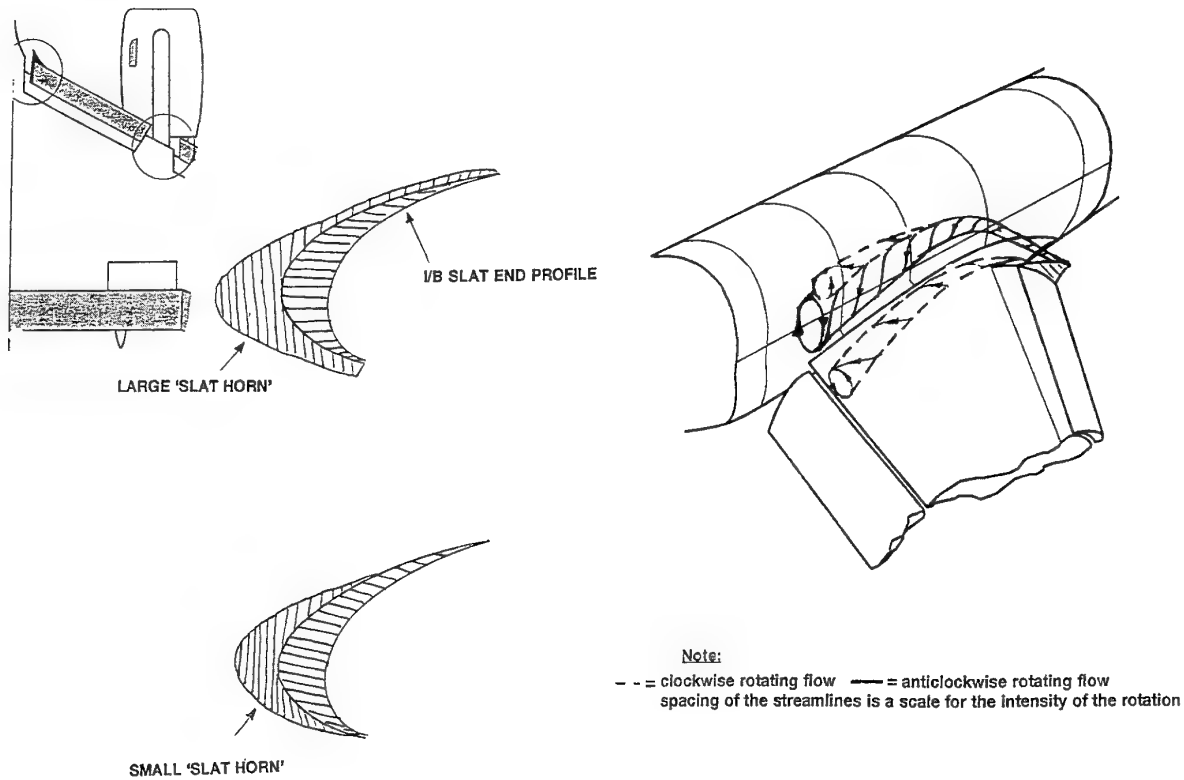 I/B SLAT END PROFILE
LARGE 'SLAT HORN'
SMALL 'SLAT HORN'
Note:
- - = clockwise rotating flow — = anticlockwise rotating flow
spacing of the streamlines is a scale for the intensity of the rotation